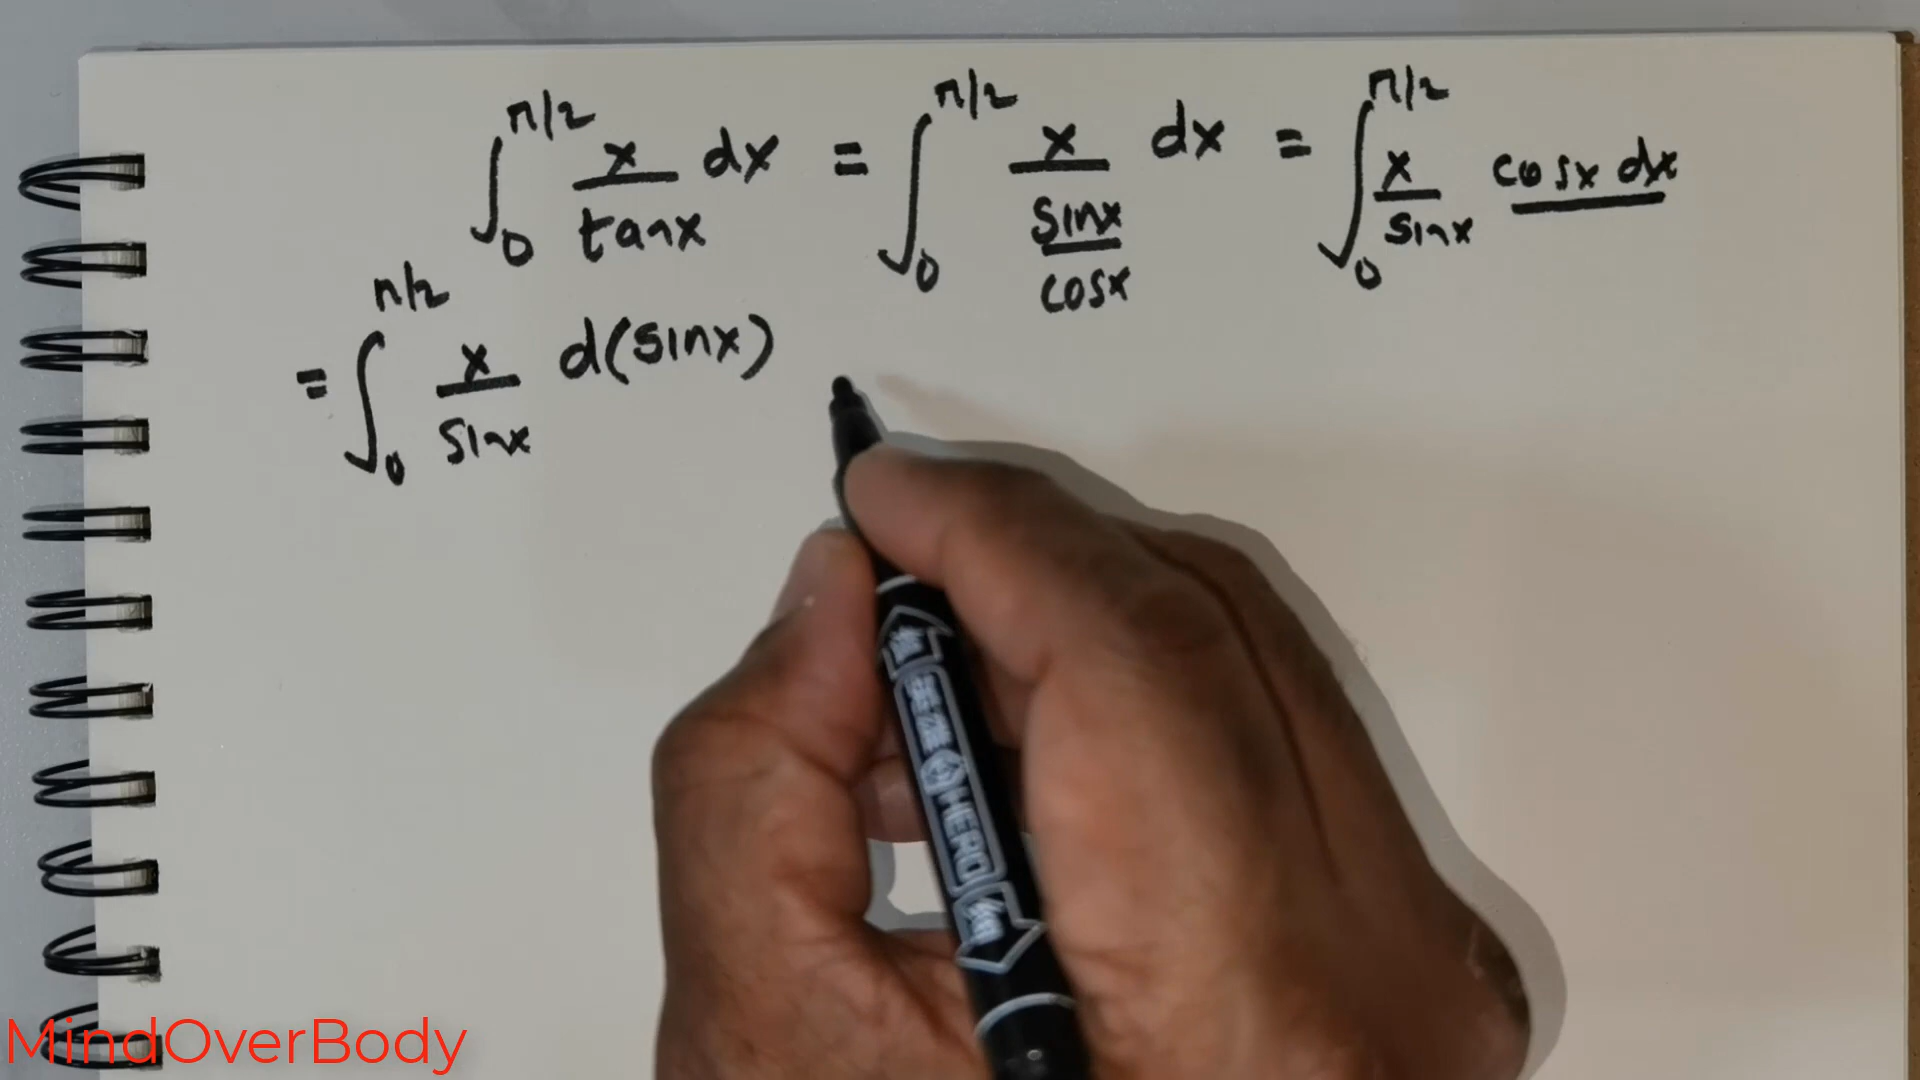 ∫₀^(π/2) x/tanx dx = ∫₀^(π/2) x/(sinx/cosx) dx = ∫₀^(π/2) x/sinx cosx dx
= ∫₀^(π/2) x/sinx d(sinx)
HERO
MindOverBody